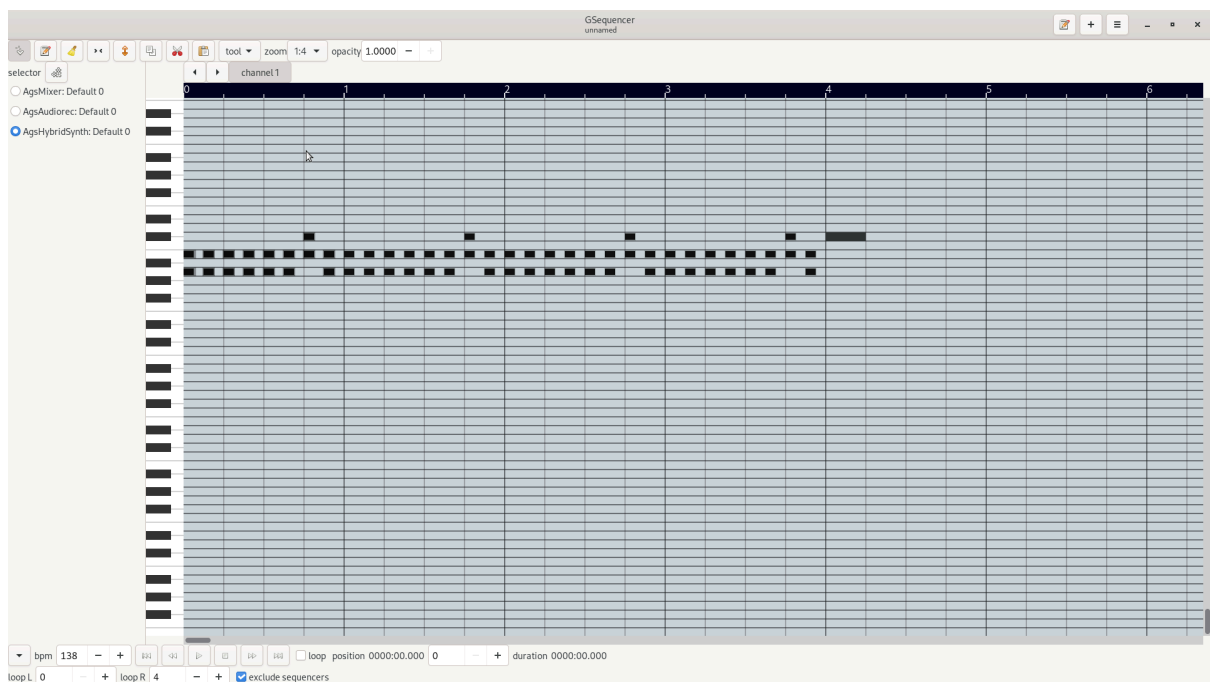 GSequencer
unnamed
tool zoom 1:4 opacity 1.0000
selector channel 1
0 1 2 3 4 5 6
AgsMixer: Default 0
AgsAudiorec: Default 0
AgsHybridSynth: Default 0
bpm 138 loop position 0000:00.000 0 duration 0000:00.000
loop L 0 loop R 4 exclude sequencers